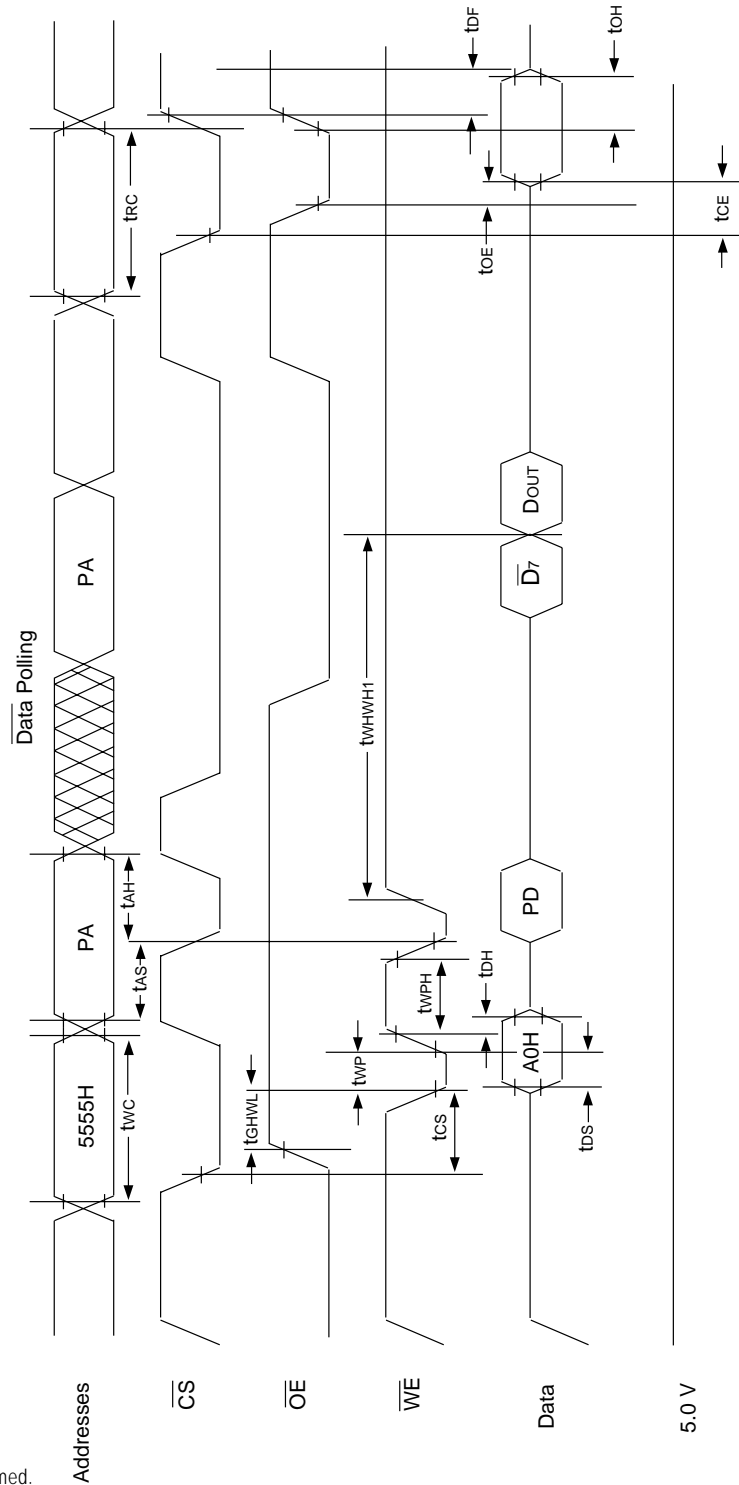 Data Polling
Addresses
5555H
PA
PA
tWC
tAS
tAH
tRC
CS
OE
tGHWL
WE
tCS
tWP
tWPH
tWHWH1
tOE
tDF
Data
A0H
PD
D7
DOUT
tDS
tDH
tOH
tCE
5.0 V
med.